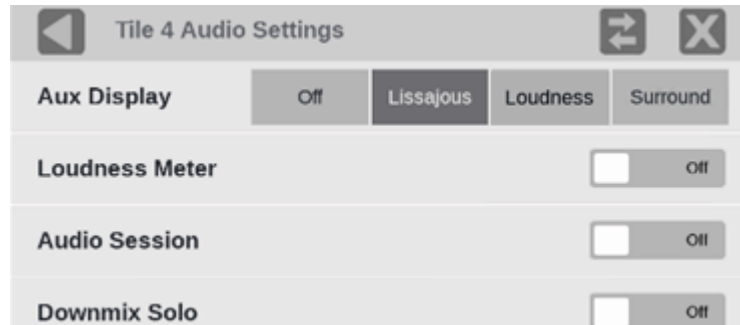 Tile 4 Audio Settings
Aux Display Off Lissajous Loudness Surround
Loudness Meter Off
Audio Session Off
Downmix Solo Off